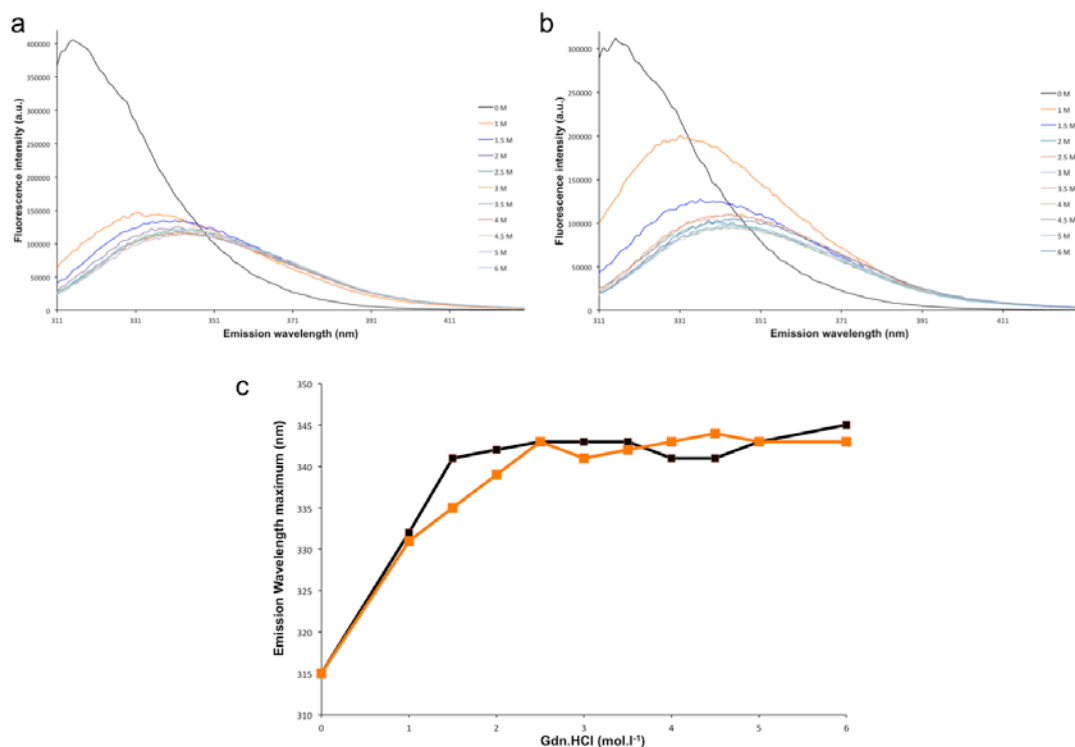 a
Fluorescence intensity (a.u.)
400000
350000
300000
250000
200000
150000
100000
50000
0
311
331
351
371
391
411
Emission wavelength (nm)
0 M
1 M
1.5 M
2 M
2.5 M
3 M
3.5 M
4 M
4.5 M
5 M
6 M
b
Fluorescence intensity (a.u.)
300000
250000
200000
150000
100000
50000
0
311
331
351
371
391
411
Emission wavelength (nm)
0 M
1 M
1.5 M
2 M
2.5 M
3 M
3.5 M
4 M
4.5 M
5 M
6 M
c
Emission Wavelength maximum (nm)
350
345
340
335
330
325
320
315
310
0
1
2
3
4
5
6
Gdn.HCl (mol.l⁻¹)